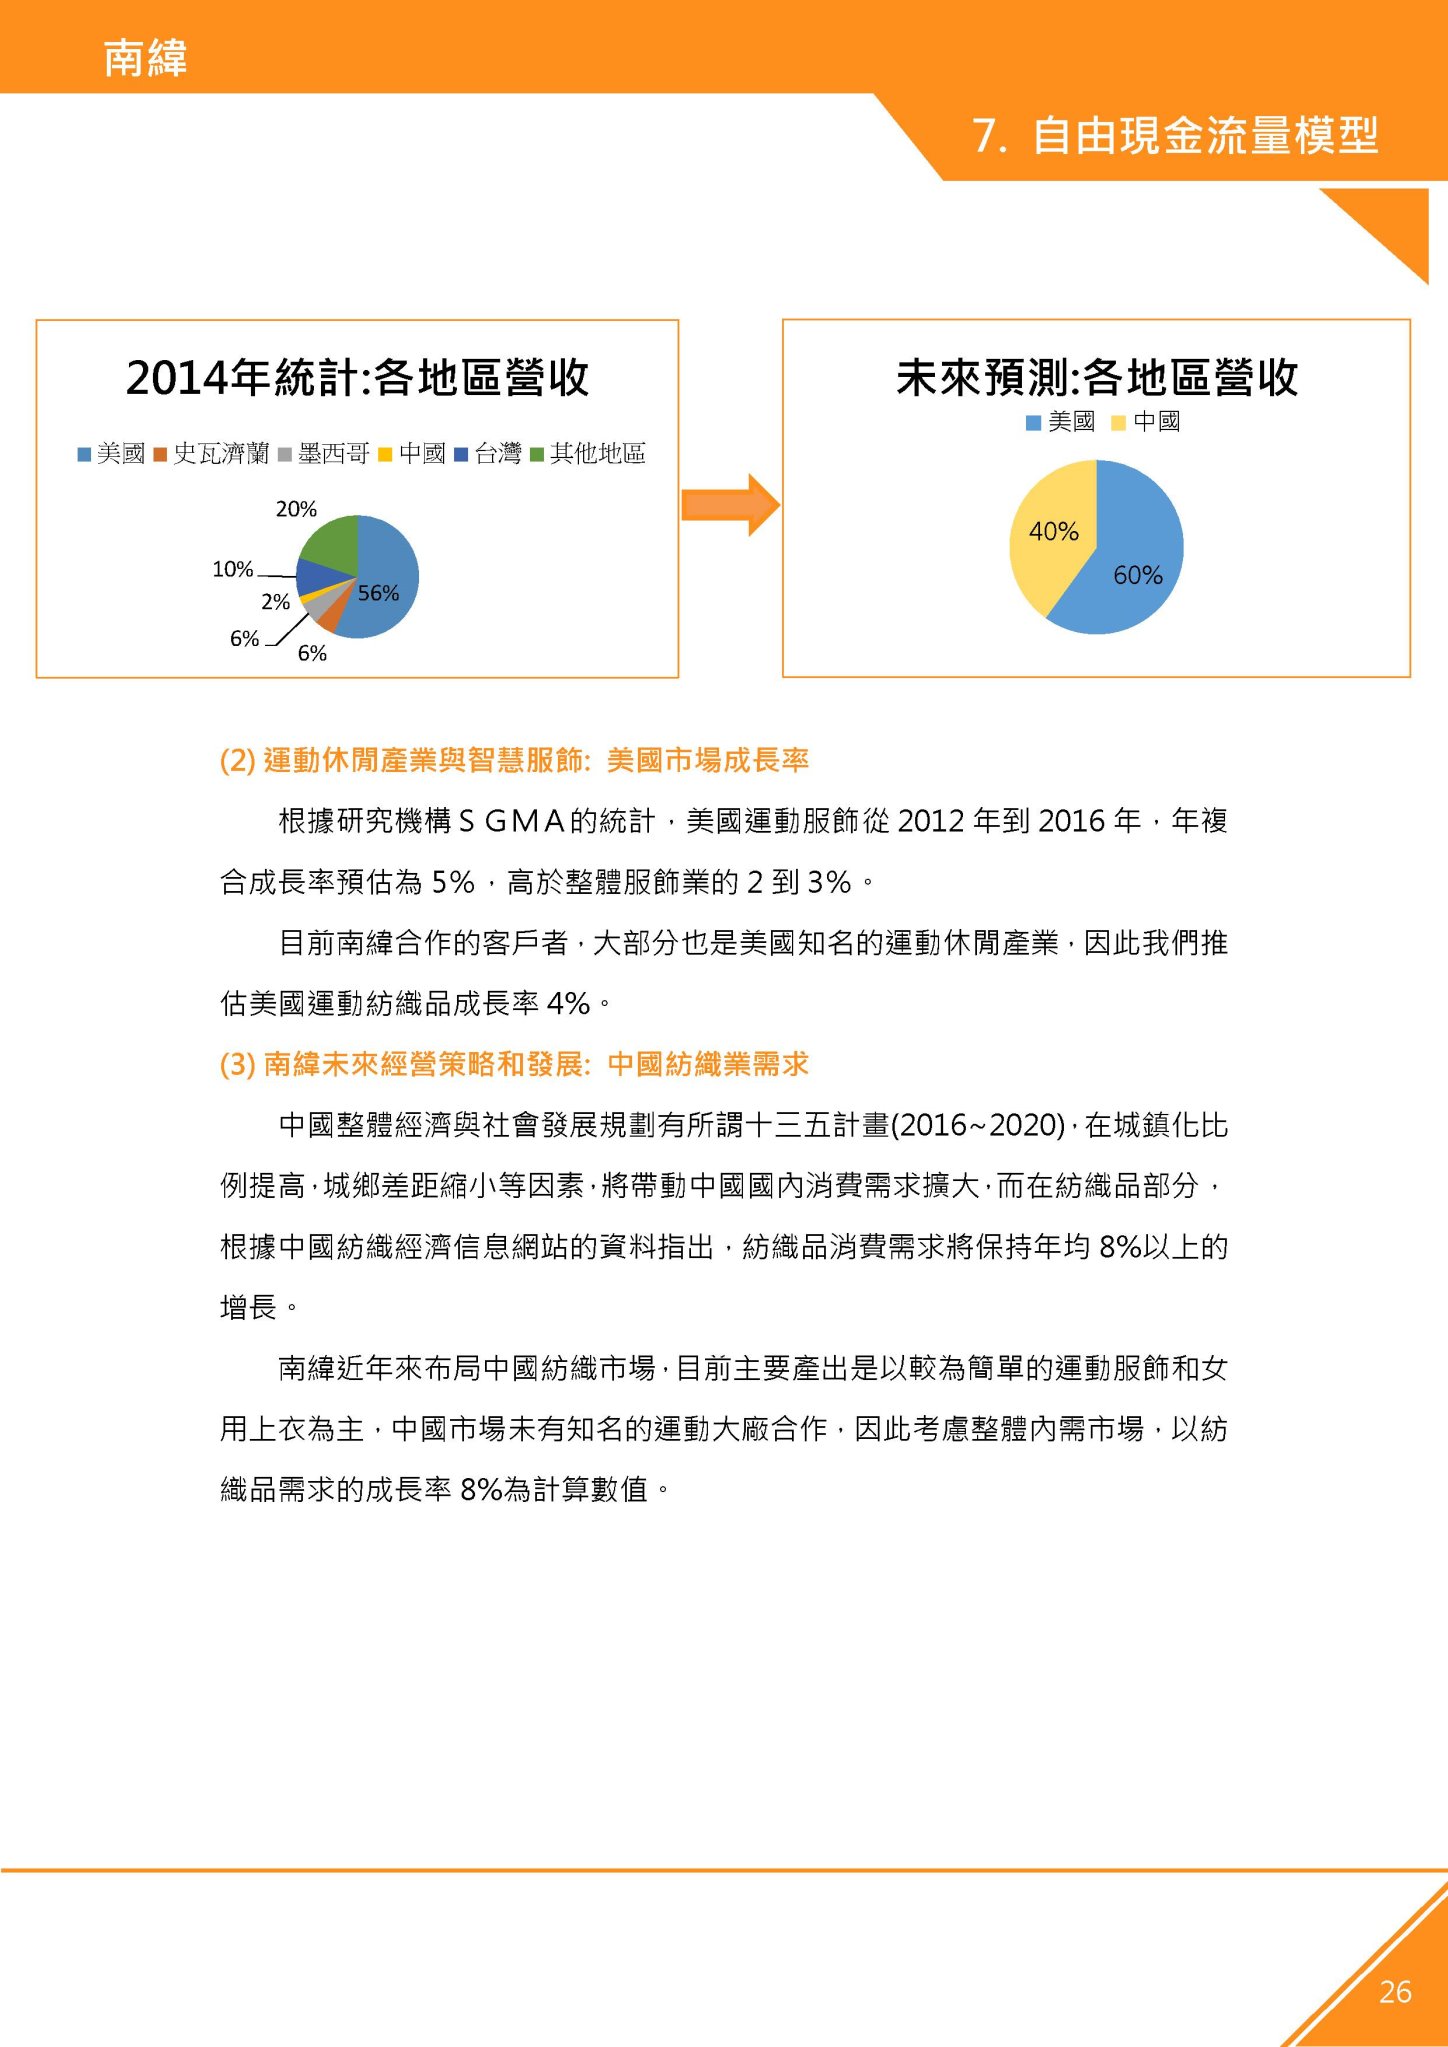 南緯
7. 自由現金流量模型
2014年統計:各地區營收
美國 史瓦濟蘭 墨西哥 中國 台灣 其他地區
20%
10%
2%
56%
6%
6%
未來預測:各地區營收
美國 中國
40%
60%
(2) 運動休閒產業與智慧服飾: 美國市場成長率
根據研究機構ＳＧＭＡ的統計，美國運動服飾從 2012 年到 2016 年，年複
合成長率預估為 5%，高於整體服飾業的 2 到 3%。
目前南緯合作的客戶者，大部分也是美國知名的運動休閒產業，因此我們推
估美國運動紡織品成長率 4%。
(3) 南緯未來經營策略和發展: 中國紡織業需求
中國整體經濟與社會發展規劃有所謂十三五計畫(2016~2020)，在城鎮化比
例提高，城鄉差距縮小等因素，將帶動中國國內消費需求擴大，而在紡織品部分，
根據中國紡織經濟信息網站的資料指出，紡織品消費需求將保持年均 8%以上的
增長。
南緯近年來布局中國紡織市場，目前主要產出是以較為簡單的運動服飾和女
用上衣為主，中國市場未有知名的運動大廠合作，因此考慮整體內需市場，以紡
織品需求的成長率 8%為計算數值。
26